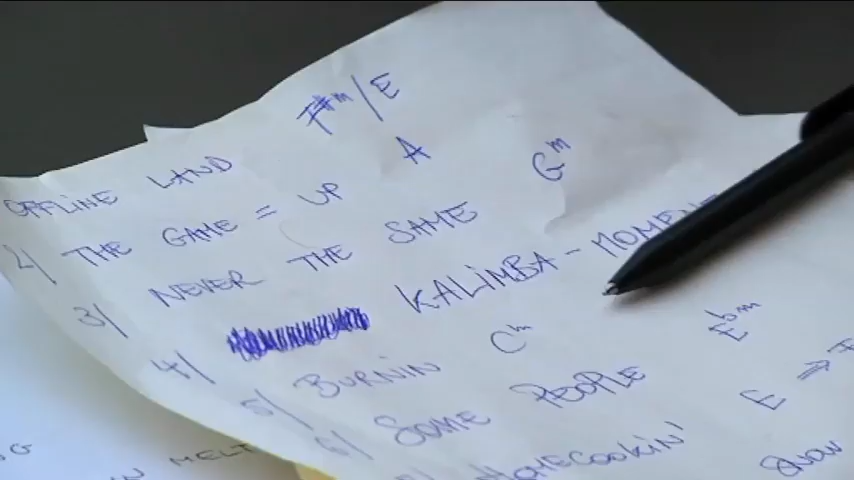 OFFLINE LAND F#m/E
2/ THE GAME = UP A
3/ NEVER THE SAME Gm
4/ KALIMBA - MOMENT
5/ BURNIN Cm
6/ SOME PEOPLE Ebm
HOMECOOKIN' E ⇒
MELT